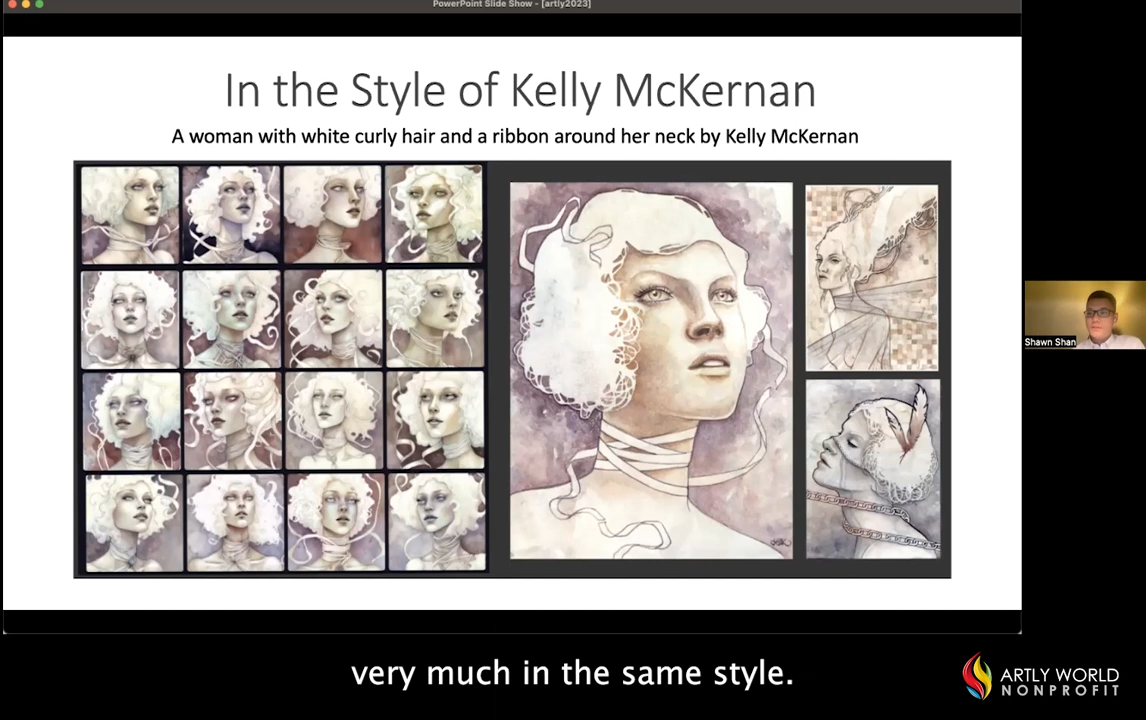 PowerPoint Slide Show - [artly2023]
In the Style of Kelly McKernan
A woman with white curly hair and a ribbon around her neck by Kelly McKernan
Shawn Shan
very much in the same style.
ARTLY WORLD
NONPROFIT